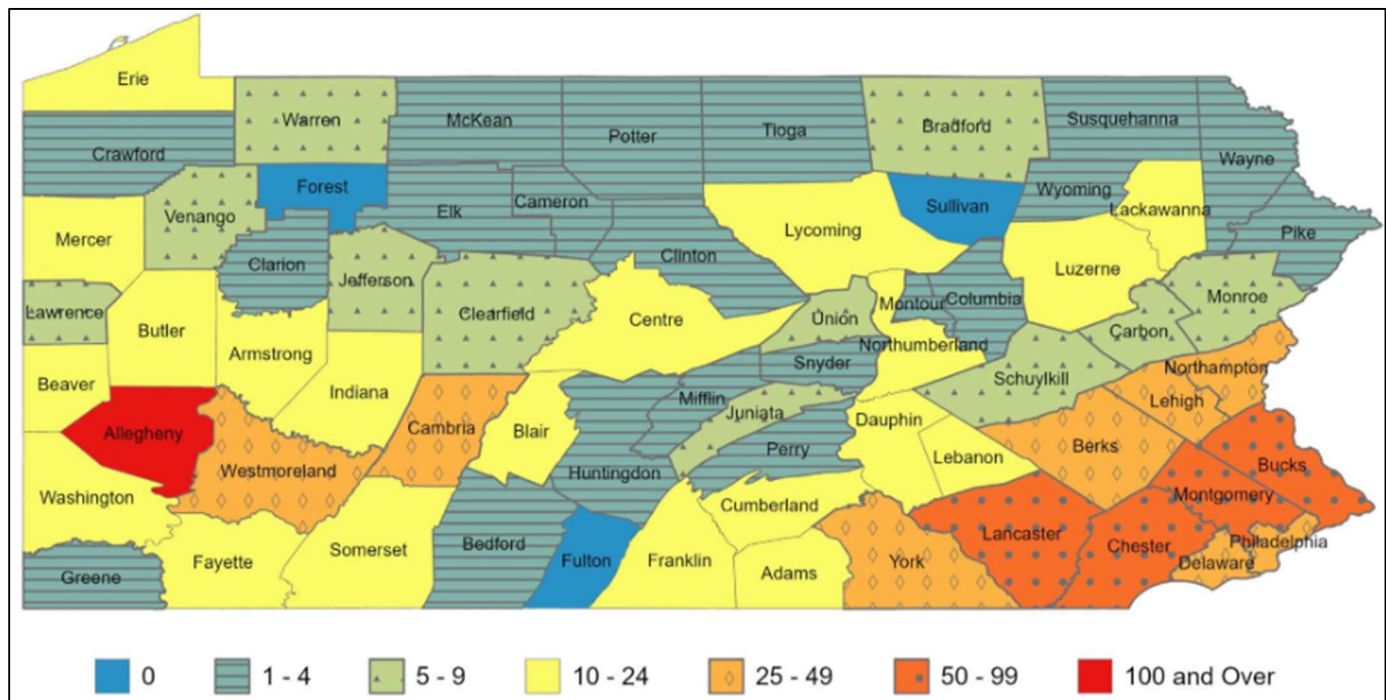 Erie
Warren
McKean
Potter
Tioga
Bradford
Susquehanna
Wayne
Crawford
Forest
Elk
Cameron
Sullivan
Wyoming
Lackawanna
Pike
Venango
Mercer
Lycoming
Clarion
Clinton
Luzerne
Jefferson
Monroe
Lawrence
Clearfield
Montour
Columbia
Butler
Centre
Union
Carbon
Armstrong
Northumberland
Snyder
Northampton
Beaver
Indiana
Schuylkill
Mifflin
Lehigh
Juniata
Allegheny
Cambria
Blair
Dauphin
Berks
Perry
Lebanon
Westmoreland
Huntingdon
Bucks
Washington
Cumberland
Montgomery
Lancaster
Somerset
Bedford
Chester
Philadelphia
Greene
Fayette
Fulton
Franklin
Adams
York
Delaware
0 1 - 4 5 - 9 10 - 24 25 - 49 50 - 99 100 and Over